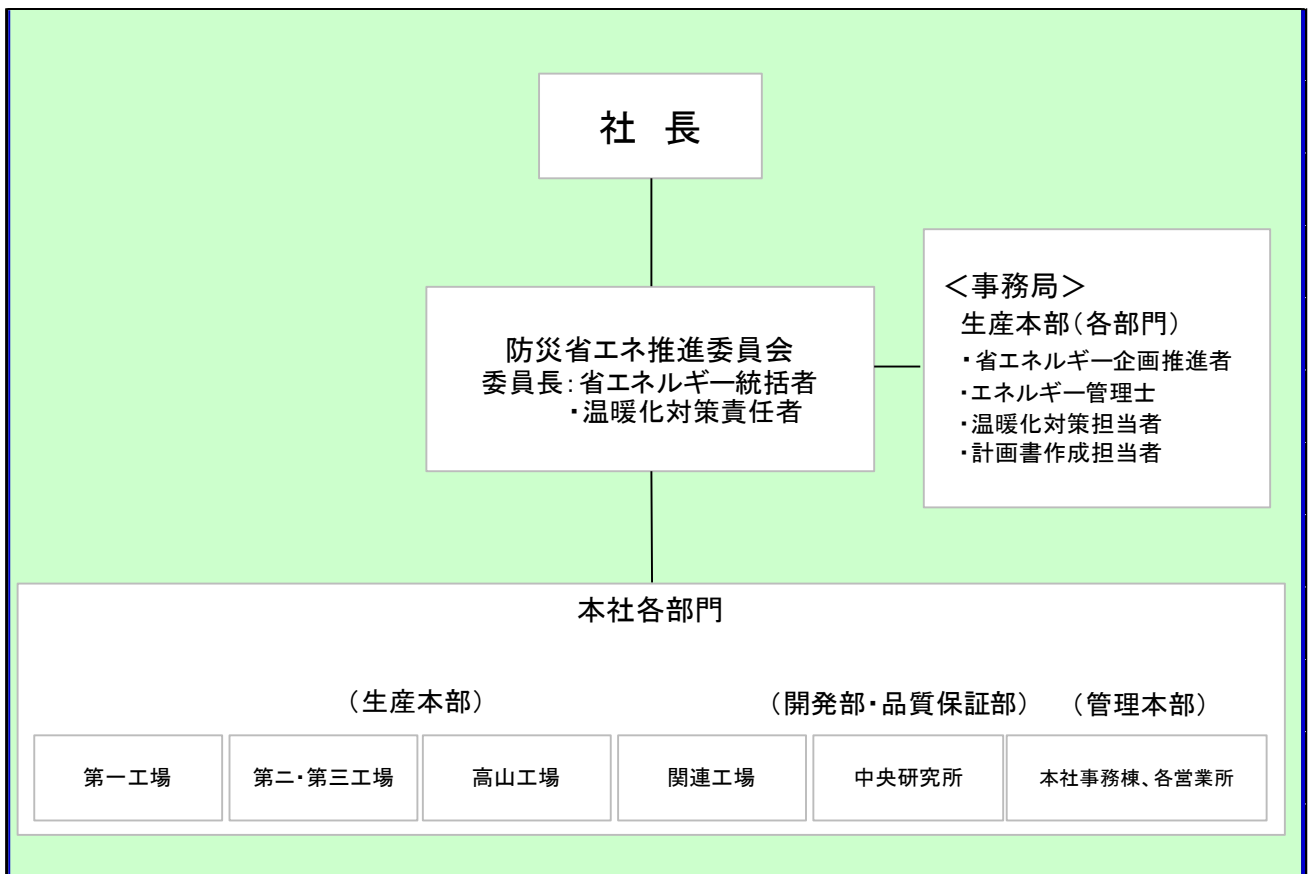 社 長
＜事務局＞
生産本部(各部門)
・省エネルギー企画推進者
・エネルギー管理士
・温暖化対策担当者
・計画書作成担当者
防災省エネ推進委員会
委員長：省エネルギー統括者
・温暖化対策責任者
本社各部門
(生産本部) (開発部・品質保証部) (管理本部)
第一工場 第二・第三工場 高山工場 関連工場 中央研究所 本社事務棟、各営業所